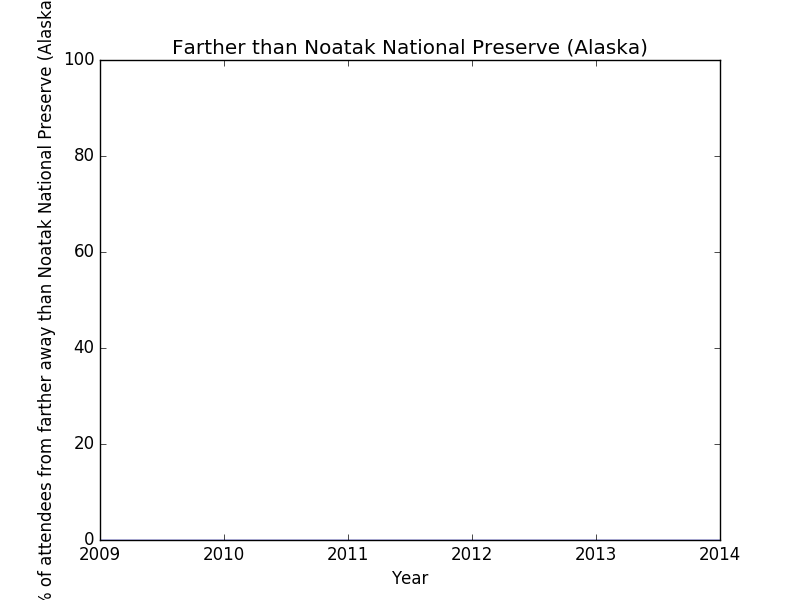 Farther than Noatak National Preserve (Alaska)
% of attendees from farther away than Noatak National Preserve (Alaska
100
80
60
40
20
0
2009 2010 2011 2012 2013 2014
Year